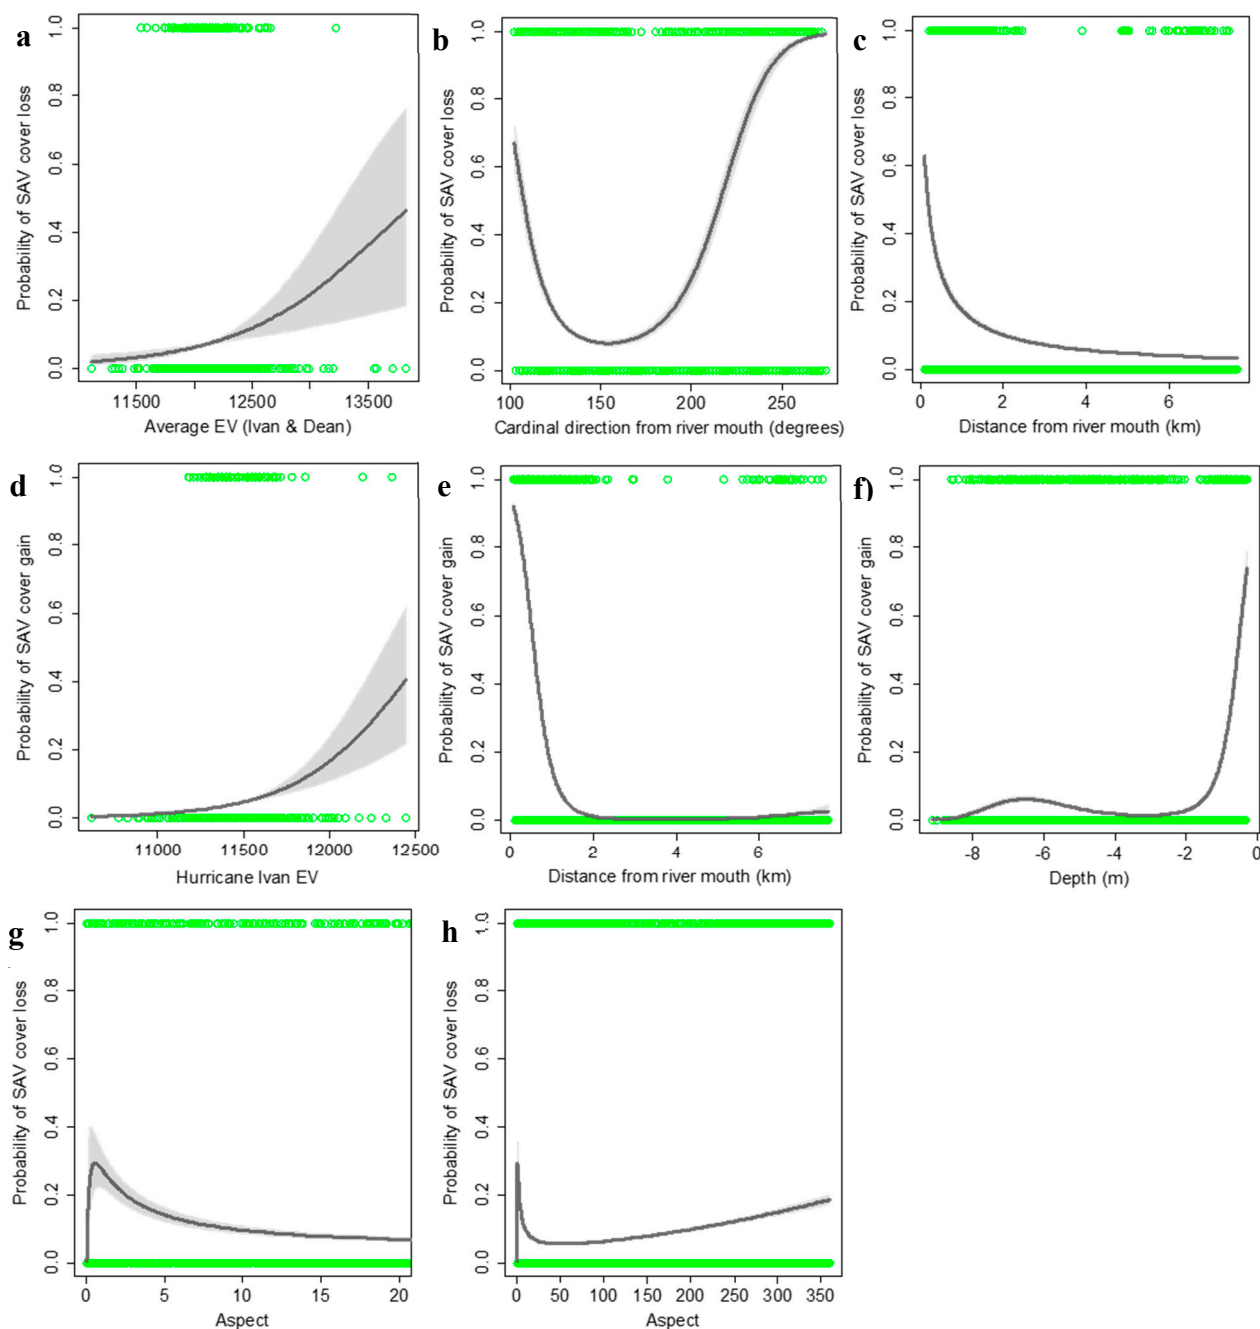 a
Probability of SAV cover loss
0.0 0.2 0.4 0.6 0.8 1.0
11500 12500 13500
Average EV (Ivan & Dean)
b
Probability of SAV cover loss
0.0 0.2 0.4 0.6 0.8 1.0
100 150 200 250
Cardinal direction from river mouth (degrees)
c
Probability of SAV cover loss
0.0 0.2 0.4 0.6 0.8 1.0
0 2 4 6
Distance from river mouth (km)
d
Probability of SAV cover gain
0.0 0.2 0.4 0.6 0.8 1.0
11000 11500 12000 12500
Hurricane Ivan EV
e
Probability of SAV cover gain
0.0 0.2 0.4 0.6 0.8 1.0
0 2 4 6
Distance from river mouth (km)
f)
Probability of SAV cover gain
0.0 0.2 0.4 0.6 0.8 1.0
-8 -6 -4 -2 0
Depth (m)
g
Probability of SAV cover loss
0.0 0.2 0.4 0.6 0.8 1.0
0 5 10 15 20
Aspect
h
Probability of SAV cover loss
0.0 0.2 0.4 0.6 0.8 1.0
0 50 100 150 200 250 300 350
Aspect